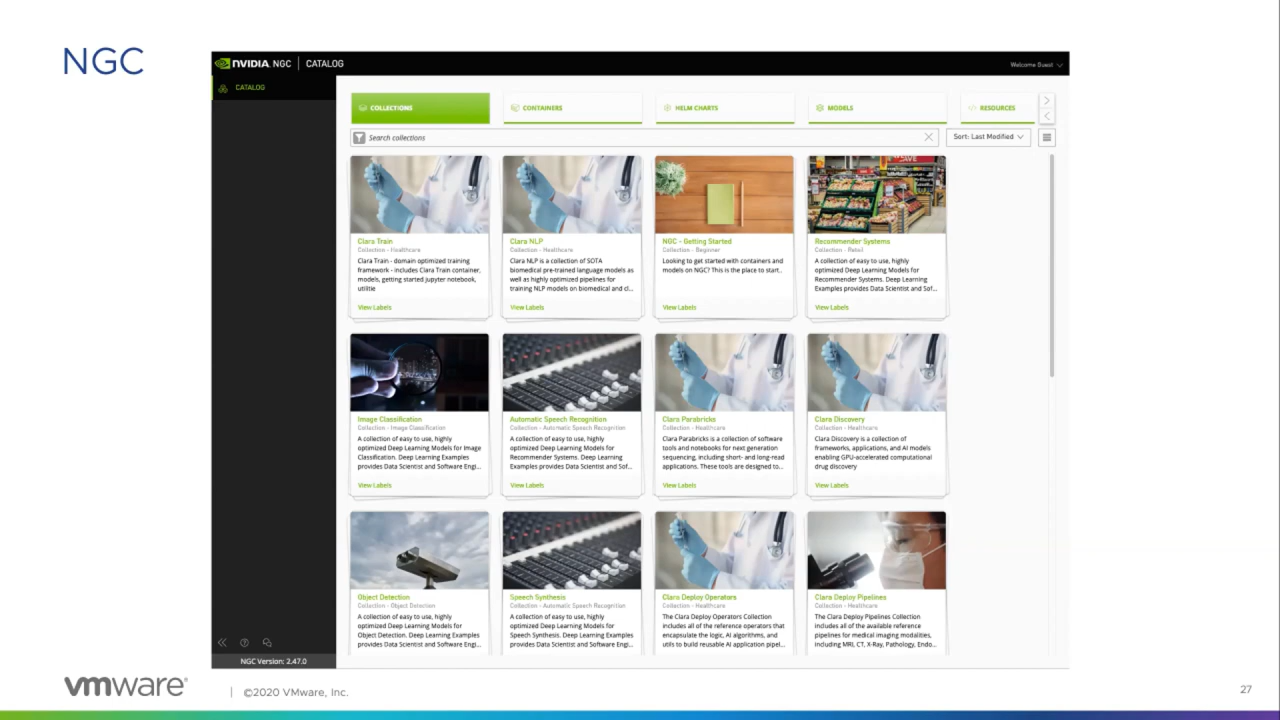 NGC
NVIDIA. NGC | CATALOG
Welcome Guest
CATALOG
COLLECTIONS
CONTAINERS
HELM CHARTS
MODELS
RESOURCES
Search collections
Sort: Last Modified
Clara Train
Collection - Healthcare
Clara Train - domain optimized training
framework - includes Clara Train container,
models, getting started jupyter notebook,
utilitie
View Labels
Clara NLP
Collection - Healthcare
Clara NLP is a collection of SOTA
biomedical pre-trained language models as
well as highly optimized pipelines for
training NLP models on biomedical and cl...
View Labels
NGC - Getting Started
Collection - Beginner
Looking to get started with containers and
models on NGC? This is the place to start..
View Labels
SAVE
Recommender Systems
Collection - Retail
A collection of easy to use, highly
optimized Deep Learning Models for
Recommender Systems. Deep Learning
Examples provides Data Scientist and Sof...
View Labels
Image Classification
Collection - Image Classification
A collection of easy to use, highly
optimized Deep Learning Models for Image
Classification. Deep Learning Examples
provides Data Scientist and Software Engi...
View Labels
Automatic Speech Recognition
Collection - Automatic Speech Recognition
A collection of easy to use, highly
optimized Deep Learning Models for
Recommender Systems. Deep Learning
Examples provides Data Scientist and Sof...
View Labels
Clara Parabricks
Collection - Healthcare
Clara Parabricks is a collection of software
tools and notebooks for next generation
sequencing, including short- and long-read
applications. These tools are designed to...
View Labels
Clara Discovery
Collection - Healthcare
Clara Discovery is a collection of
frameworks, applications, and AI models
enabling GPU-accelerated computational
drug discovery
View Labels
Object Detection
Collection - Object Detection
A collection of easy to use, highly
optimized Deep Learning Models for
Object Detection. Deep Learning Examples
provides Data Scientist and Software Engi...
Speech Synthesis
Collection - Automatic Speech Recognition
A collection of easy to use, highly
optimized Deep Learning Models for
Speech Synthesis. Deep Learning Examples
provides Data Scientist and Software Engi...
Clara Deploy Operators
Collection - Healthcare
The Clara Deploy Operators Collection
includes all of the reference operators that
encapsulate the logic, AI algorithms, and
utils to build reusable AI application pipel...
Clara Deploy Pipelines
Collection - Healthcare
The Clara Deploy Pipelines Collection
includes all of the available reference
pipelines for medical imaging modalities,
including MRI, CT, X-Ray, Pathology, Endo...
NGC Version: 2.47.0
vmware®
| ©2020 VMware, Inc.
27